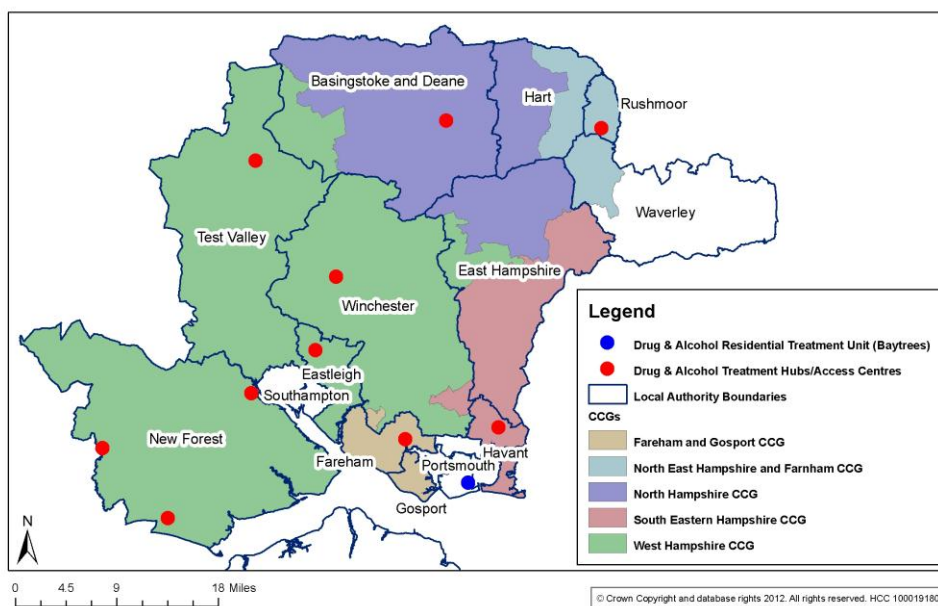 Basingstoke and Deane
Hart
Rushmoor
Waverley
Test Valley
East Hampshire
Winchester
Eastleigh
Southampton
New Forest
Fareham
Portsmouth
Havant
Gosport
Legend
Drug & Alcohol Residential Treatment Unit (Baytrees)
Drug & Alcohol Treatment Hubs/Access Centres
Local Authority Boundaries
CCGs
Fareham and Gosport CCG
North East Hampshire and Farnham CCG
North Hampshire CCG
South Eastern Hampshire CCG
West Hampshire CCG
N
0 4.5 9 18 Miles
© Crown Copyright and database rights 2012. All rights reserved. HCC 100019180